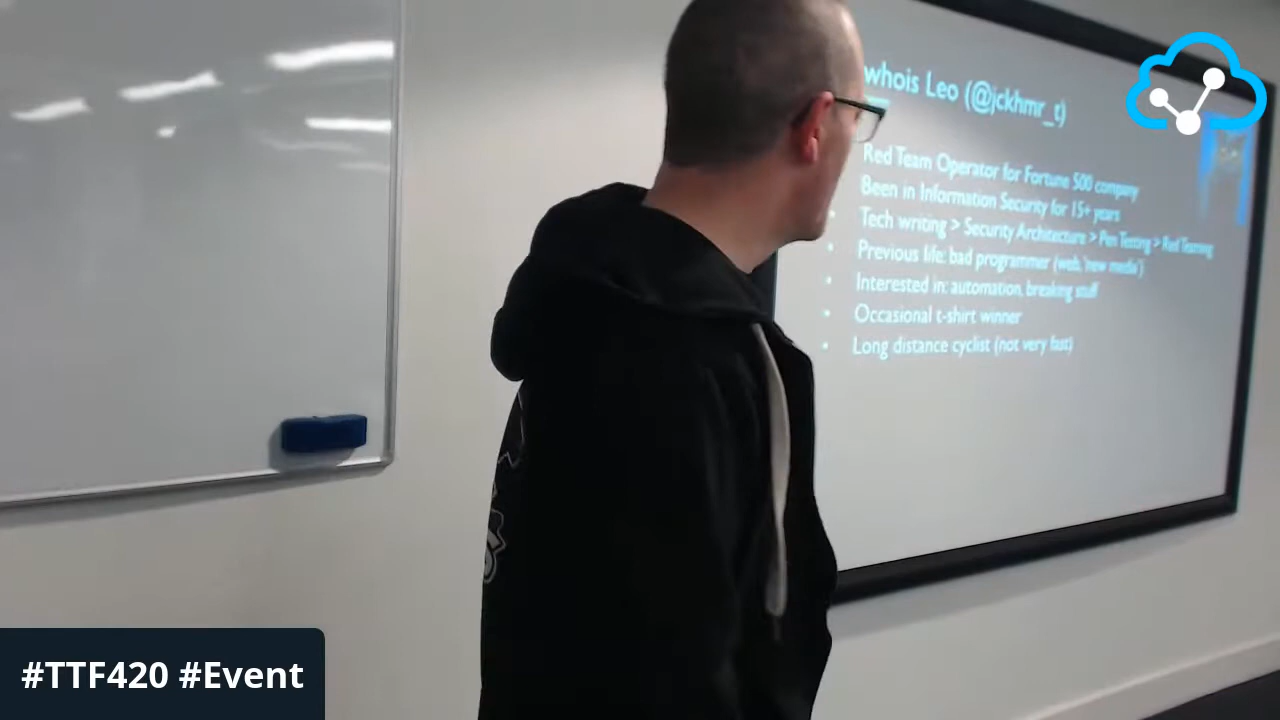 whois Leo (@jckhmr_t)
Red Team Operator for Fortune 500 company
Been in Information Security for 15+ years
Tech writing > Security Architecture > Pen Testing > Red Teaming
Previous life: bad programmer (web, 'new media')
Interested in: automation, breaking stuff
Occasional t-shirt winner
Long distance cyclist (not very fast)
#TTF420 #Event